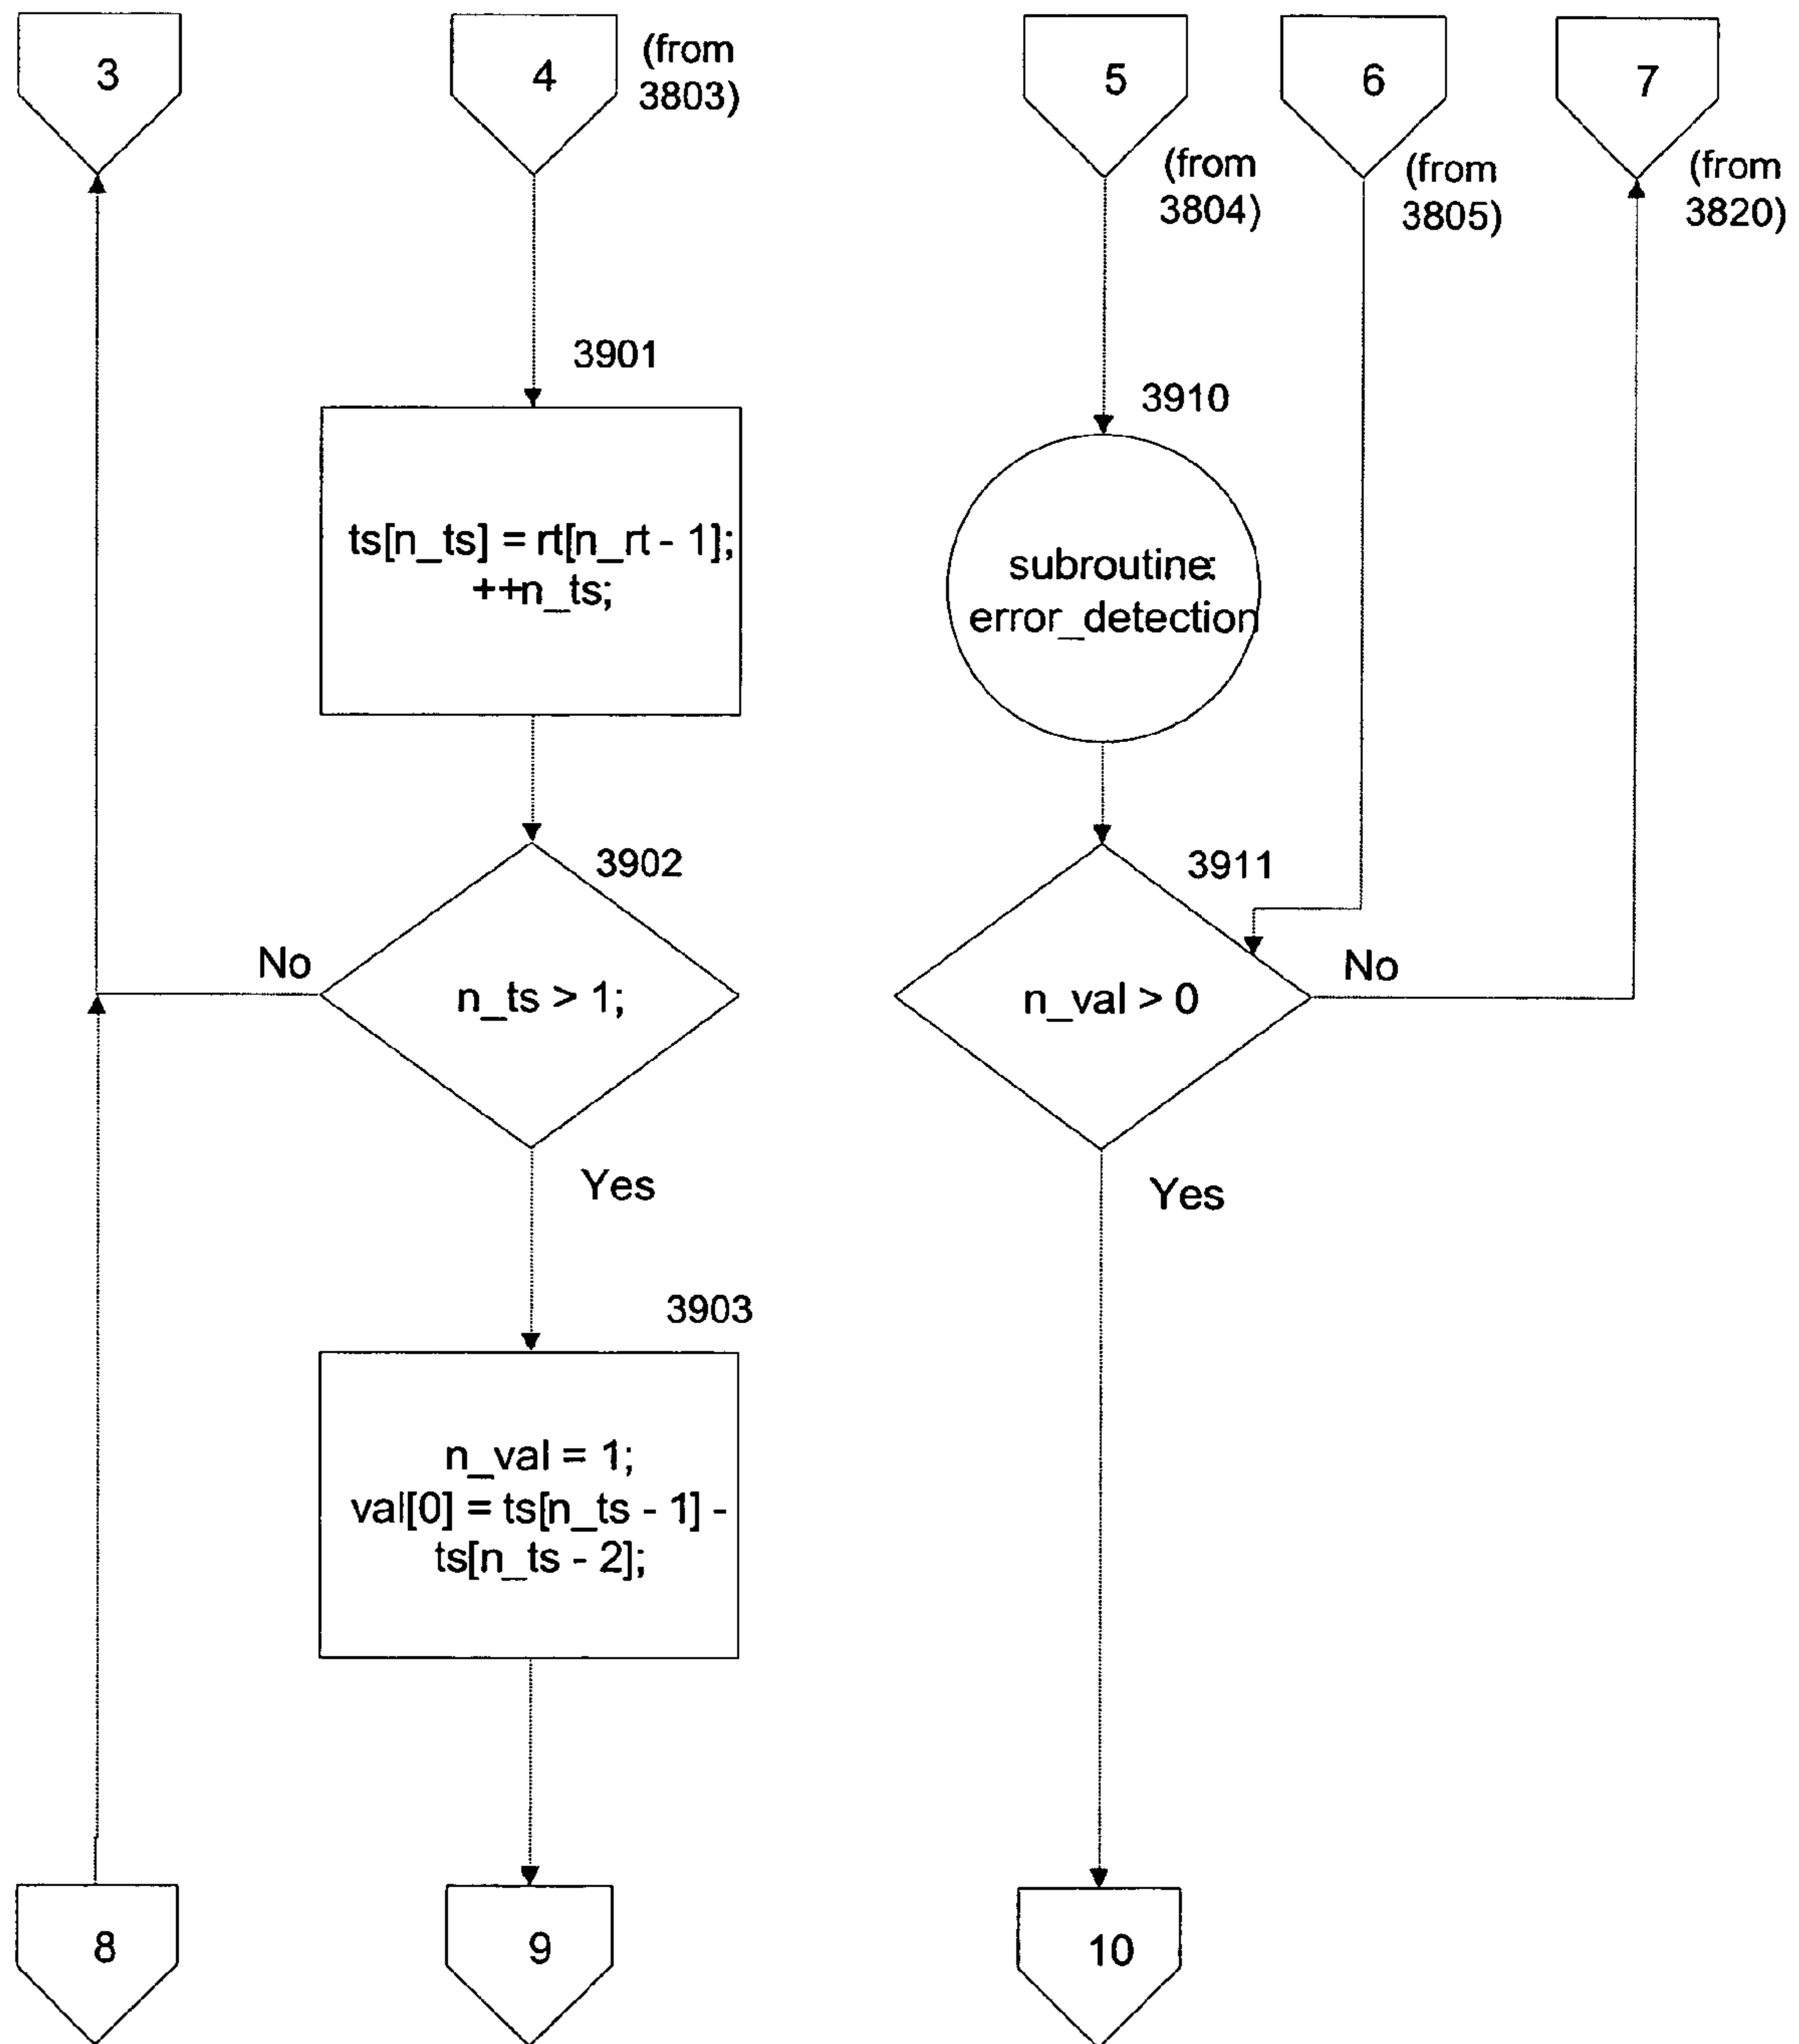 3
4
(from
3803)
5
(from
3804)
6
(from
3805)
7
(from
3820)
3901
ts[n_ts] = rt[n_rt - 1];
++n_ts;
3910
subroutine:
error_detection
3902
n_ts > 1;
No
Yes
3911
n_val > 0
No
Yes
3903
n_val = 1;
val[0] = ts[n_ts - 1] -
ts[n_ts - 2];
8
9
10